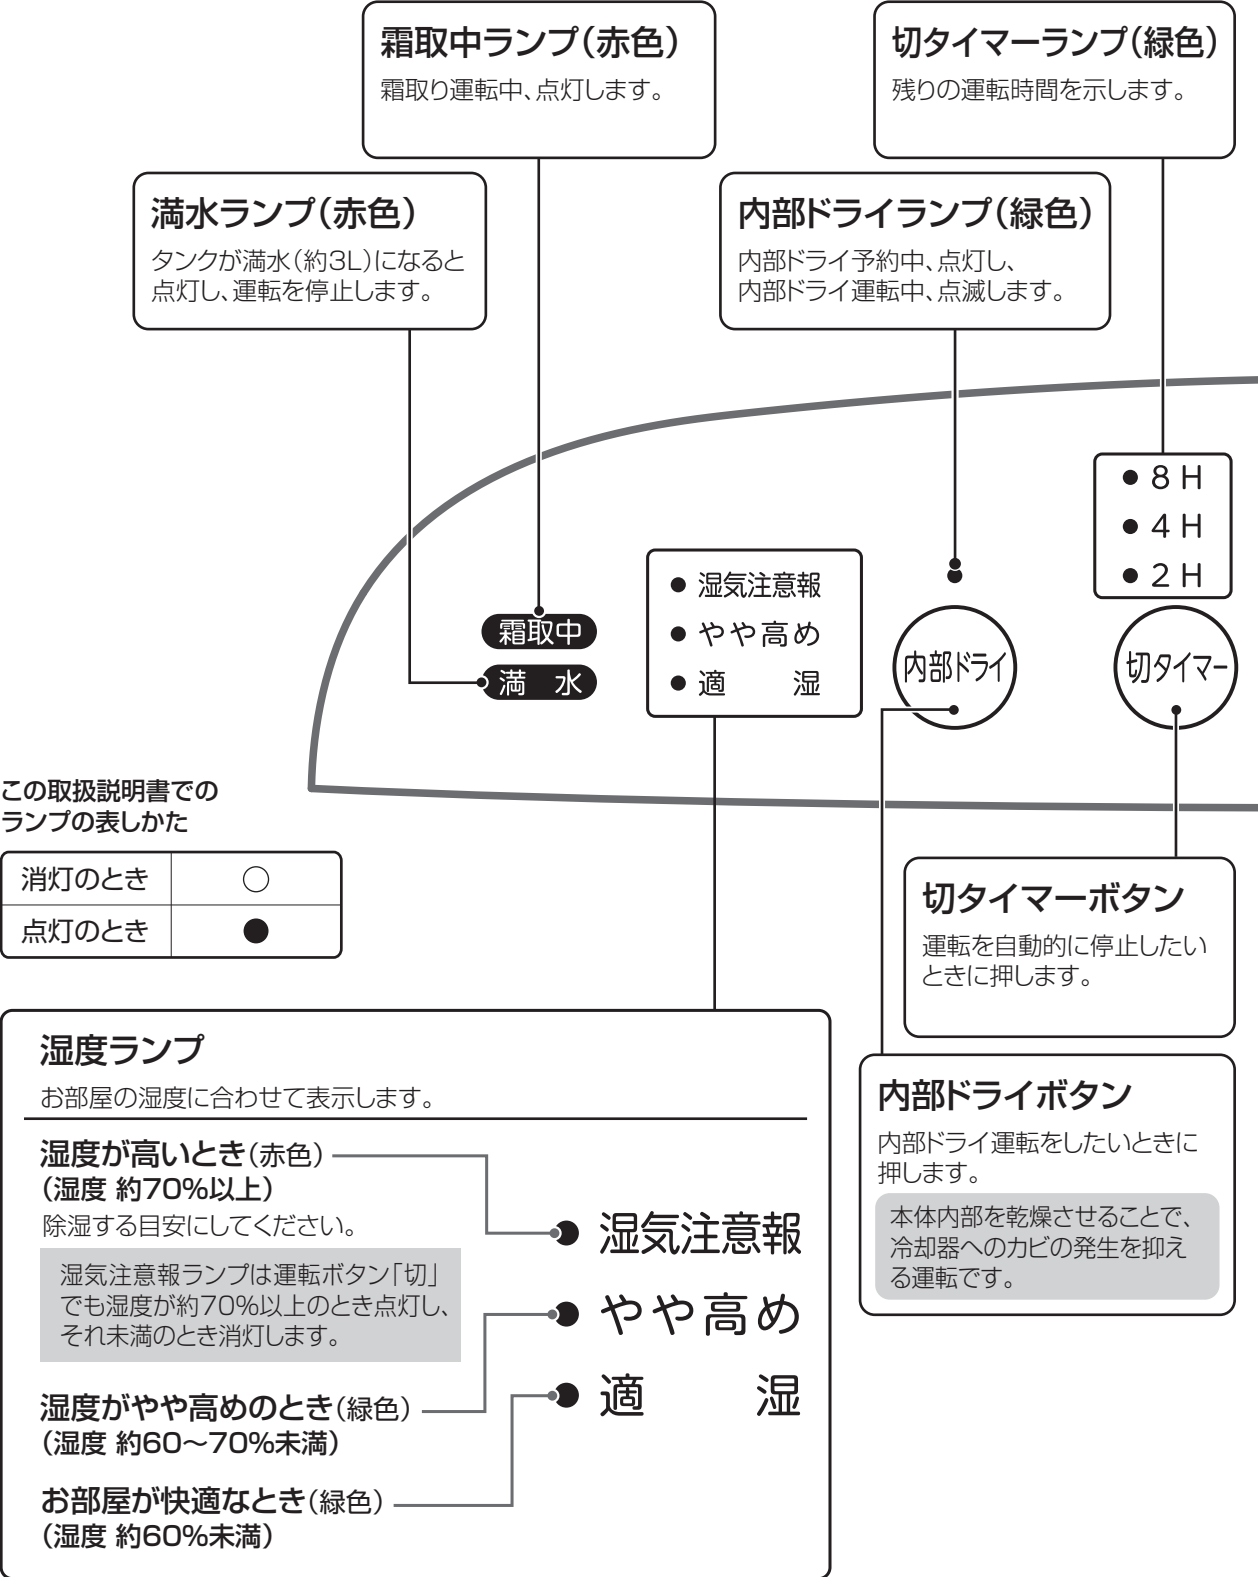 霜取中ランプ(赤色)
霜取り運転中、点灯します。
切タイマーランプ(緑色)
残りの運転時間を示します。
満水ランプ(赤色)
タンクが満水(約3L)になると
点灯し、運転を停止します。
内部ドライランプ(緑色)
内部ドライ予約中、点灯し、
内部ドライ運転中、点滅します。
● 8H
● 4H
● 2H
● 湿気注意報
● やや高め
● 適 湿
霜取中
満 水
内部ドライ
切タイマー
この取扱説明書での
ランプの表しかた
消灯のとき ○
点灯のとき ●
切タイマーボタン
運転を自動的に停止したい
ときに押します。
内部ドライボタン
内部ドライ運転をしたいときに
押します。
本体内部を乾燥させることで、
冷却器へのカビの発生を抑え
る運転です。
湿度ランプ
お部屋の湿度に合わせて表示します。
湿度が高いとき(赤色)
(湿度 約70%以上)
除湿する目安にしてください。
湿気注意報ランプは運転ボタン「切」
でも湿度が約70%以上のとき点灯し、
それ未満のとき消灯します。
湿度がやや高めのとき(緑色)
(湿度 約60〜70%未満)
お部屋が快適なとき(緑色)
(湿度 約60%未満)
● 湿気注意報
● やや高め
● 適 湿